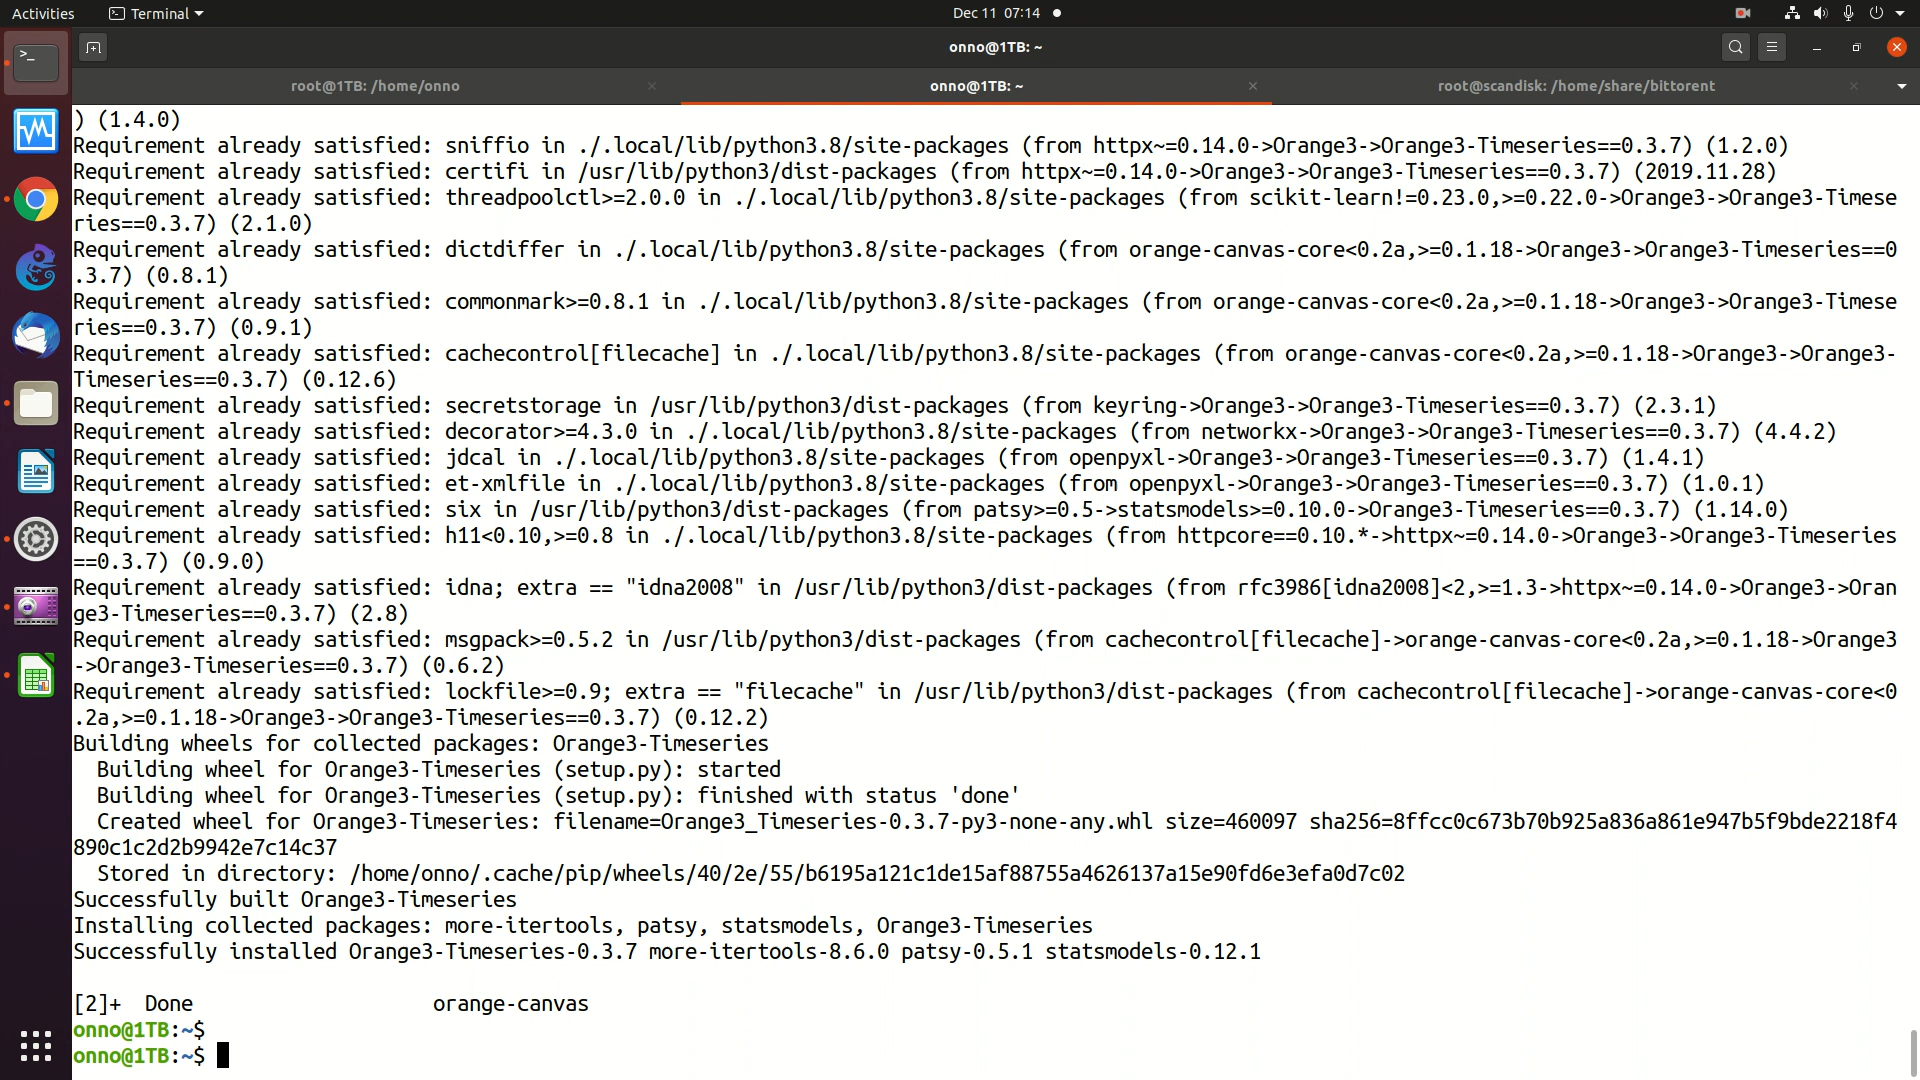 Activities Terminal Dec 11 07:14
onno@1TB: ~
root@1TB: /home/onno onno@1TB: ~ root@scandisk: /home/share/bittorent
) (1.4.0)
Requirement already satisfied: sniffio in ./.local/lib/python3.8/site-packages (from httpx~=0.14.0->Orange3->Orange3-Timeseries==0.3.7) (1.2.0)
Requirement already satisfied: certifi in /usr/lib/python3/dist-packages (from httpx~=0.14.0->Orange3->Orange3-Timeseries==0.3.7) (2019.11.28)
Requirement already satisfied: threadpoolctl>=2.0.0 in ./.local/lib/python3.8/site-packages (from scikit-learn!=0.23.0,>=0.22.0->Orange3->Orange3-Timese
ries==0.3.7) (2.1.0)
Requirement already satisfied: dictdiffer in ./.local/lib/python3.8/site-packages (from orange-canvas-core<0.2a,>=0.1.18->Orange3->Orange3-Timeseries==0
.3.7) (0.8.1)
Requirement already satisfied: commonmark>=0.8.1 in ./.local/lib/python3.8/site-packages (from orange-canvas-core<0.2a,>=0.1.18->Orange3->Orange3-Timese
ries==0.3.7) (0.9.1)
Requirement already satisfied: cachecontrol[filecache] in ./.local/lib/python3.8/site-packages (from orange-canvas-core<0.2a,>=0.1.18->Orange3->Orange3-
Timeseries==0.3.7) (0.12.6)
Requirement already satisfied: secretstorage in /usr/lib/python3/dist-packages (from keyring->Orange3->Orange3-Timeseries==0.3.7) (2.3.1)
Requirement already satisfied: decorator>=4.3.0 in ./.local/lib/python3.8/site-packages (from networkx->Orange3->Orange3-Timeseries==0.3.7) (4.4.2)
Requirement already satisfied: jdcal in ./.local/lib/python3.8/site-packages (from openpyxl->Orange3->Orange3-Timeseries==0.3.7) (1.4.1)
Requirement already satisfied: et-xmlfile in ./.local/lib/python3.8/site-packages (from openpyxl->Orange3->Orange3-Timeseries==0.3.7) (1.0.1)
Requirement already satisfied: six in /usr/lib/python3/dist-packages (from patsy>=0.5->statsmodels>=0.10.0->Orange3-Timeseries==0.3.7) (1.14.0)
Requirement already satisfied: h11<0.10,>=0.8 in ./.local/lib/python3.8/site-packages (from httpcore==0.10.*->httpx~=0.14.0->Orange3->Orange3-Timeseries
==0.3.7) (0.9.0)
Requirement already satisfied: idna; extra == "idna2008" in /usr/lib/python3/dist-packages (from rfc3986[idna2008]<2,>=1.3->httpx~=0.14.0->Orange3->Oran
ge3-Timeseries==0.3.7) (2.8)
Requirement already satisfied: msgpack>=0.5.2 in /usr/lib/python3/dist-packages (from cachecontrol[filecache]->orange-canvas-core<0.2a,>=0.1.18->Orange3
->Orange3-Timeseries==0.3.7) (0.6.2)
Requirement already satisfied: lockfile>=0.9; extra == "filecache" in /usr/lib/python3/dist-packages (from cachecontrol[filecache]->orange-canvas-core<0
.2a,>=0.1.18->Orange3->Orange3-Timeseries==0.3.7) (0.12.2)
Building wheels for collected packages: Orange3-Timeseries
  Building wheel for Orange3-Timeseries (setup.py): started
  Building wheel for Orange3-Timeseries (setup.py): finished with status 'done'
  Created wheel for Orange3-Timeseries: filename=Orange3_Timeseries-0.3.7-py3-none-any.whl size=460097 sha256=8ffcc0c673b70b925a836a861e947b5f9bde2218f4
890c1c2d2b9942e7c14c37
  Stored in directory: /home/onno/.cache/pip/wheels/40/2e/55/b6195a121c1de15af88755a4626137a15e90fd6e3efa0d7c02
Successfully built Orange3-Timeseries
Installing collected packages: more-itertools, patsy, statsmodels, Orange3-Timeseries
Successfully installed Orange3-Timeseries-0.3.7 more-itertools-8.6.0 patsy-0.5.1 statsmodels-0.12.1
[2]+  Done                    orange-canvas
onno@1TB:~$
onno@1TB:~$